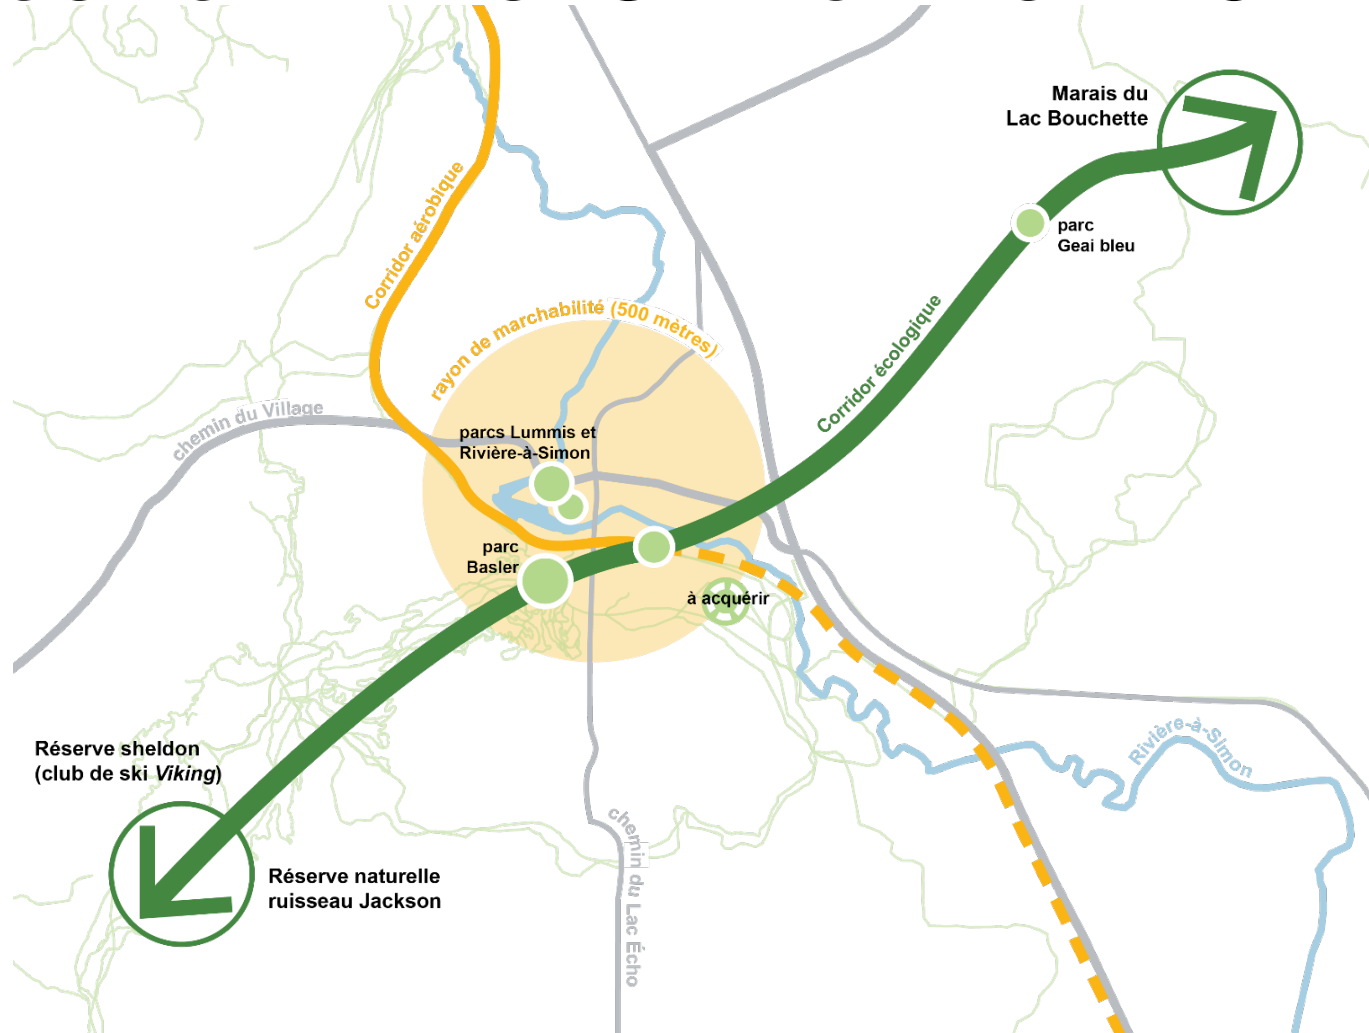 Marais du
Lac Bouchette
Corridor aérobique
parc
Geai bleu
rayon de marchabilité (500 mètres)
Corridor écologique
chemin du Village
parcs Lummis et
Rivière-à-Simon
parc
Basler
à acquérir
Réserve sheldon
(club de ski Viking)
Rivière-à-Simon
chemin du Lac Écho
Réserve naturelle
ruisseau Jackson